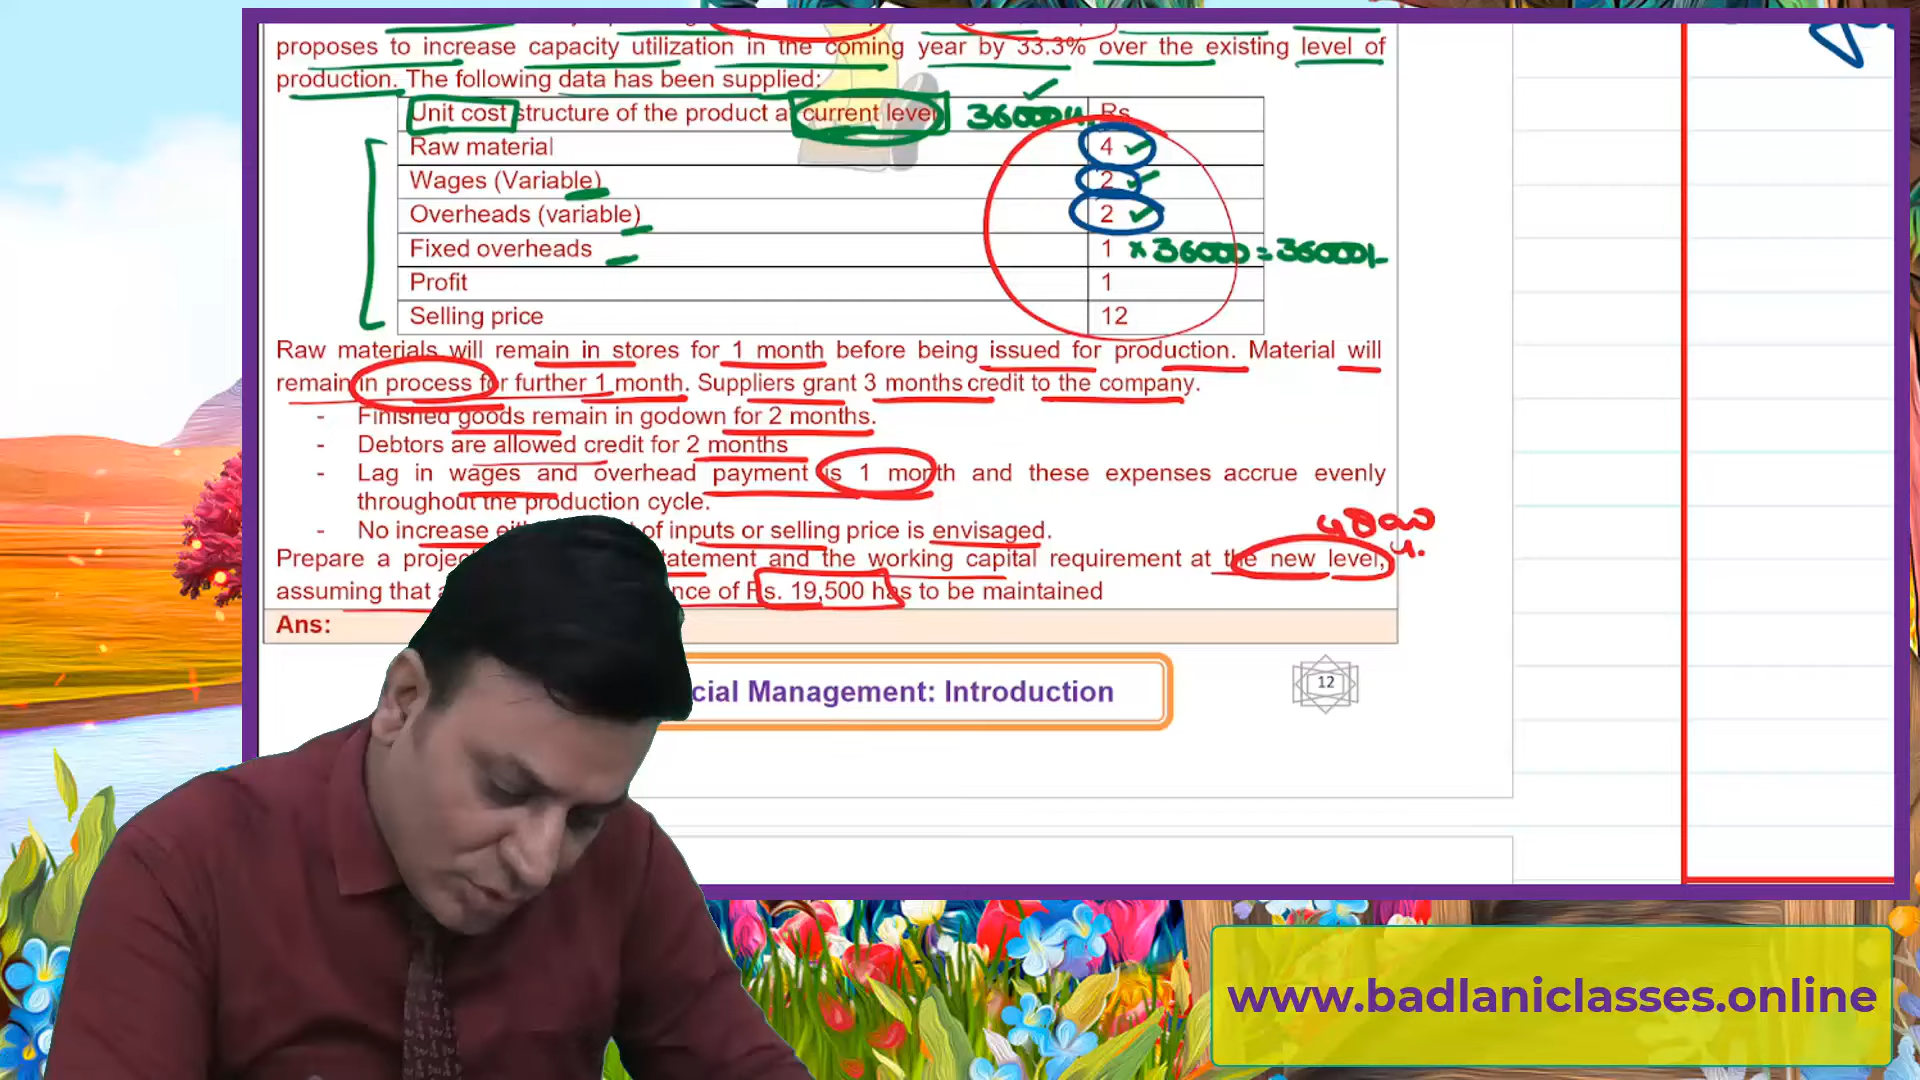 proposes to increase capacity utilization in the coming year by 33.3% over the existing level of
production. The following data has been supplied:
Unit cost structure of the product a current level 36000 u. Rs.
Raw material 4
Wages (Variable) 2
Overheads (variable) 2
Fixed overheads 1 × 36000 = 36000/-
Profit 1
Selling price 12
Raw materials will remain in stores for 1 month before being issued for production. Material will
remain in process for further 1 month. Suppliers grant 3 months credit to the company.
- Finished goods remain in godown for 2 months.
- Debtors are allowed credit for 2 months
- Lag in wages and overhead payment is 1 month and these expenses accrue evenly
throughout the production cycle.
- No increase of inputs or selling price is envisaged.
48000
u.
Prepare a atement and the working capital requirement at the new level,
assuming that nce of Rs. 19,500 has to be maintained
Ans:
cial Management: Introduction
12
www.badlaniclasses.online